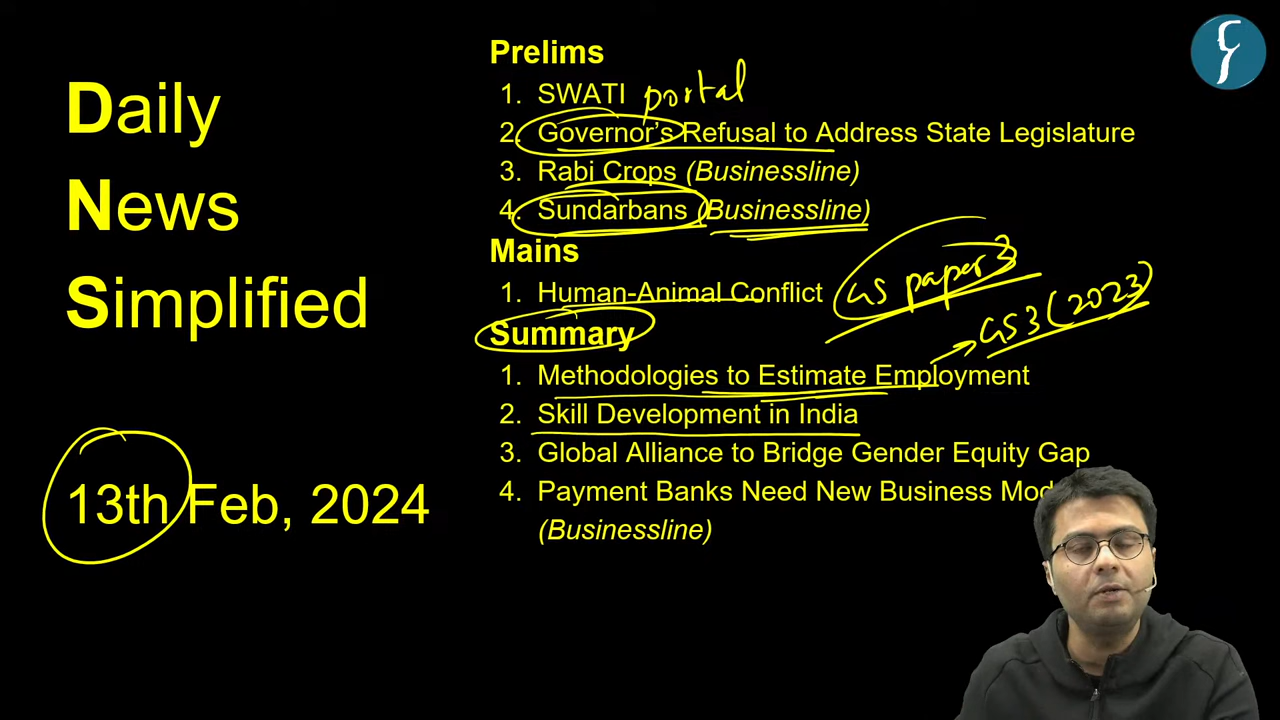 Daily
News
Simplified
13th Feb, 2024
Prelims
1. SWATI portal
2. Governor's Refusal to Address State Legislature
3. Rabi Crops (Businessline)
4. Sundarbans (Businessline)
Mains
1. Human-Animal Conflict GS paper 3
Summary
GS 3 (2023)
1. Methodologies to Estimate Employment
2. Skill Development in India
3. Global Alliance to Bridge Gender Equity Gap
4. Payment Banks Need New Business
(Businessline)